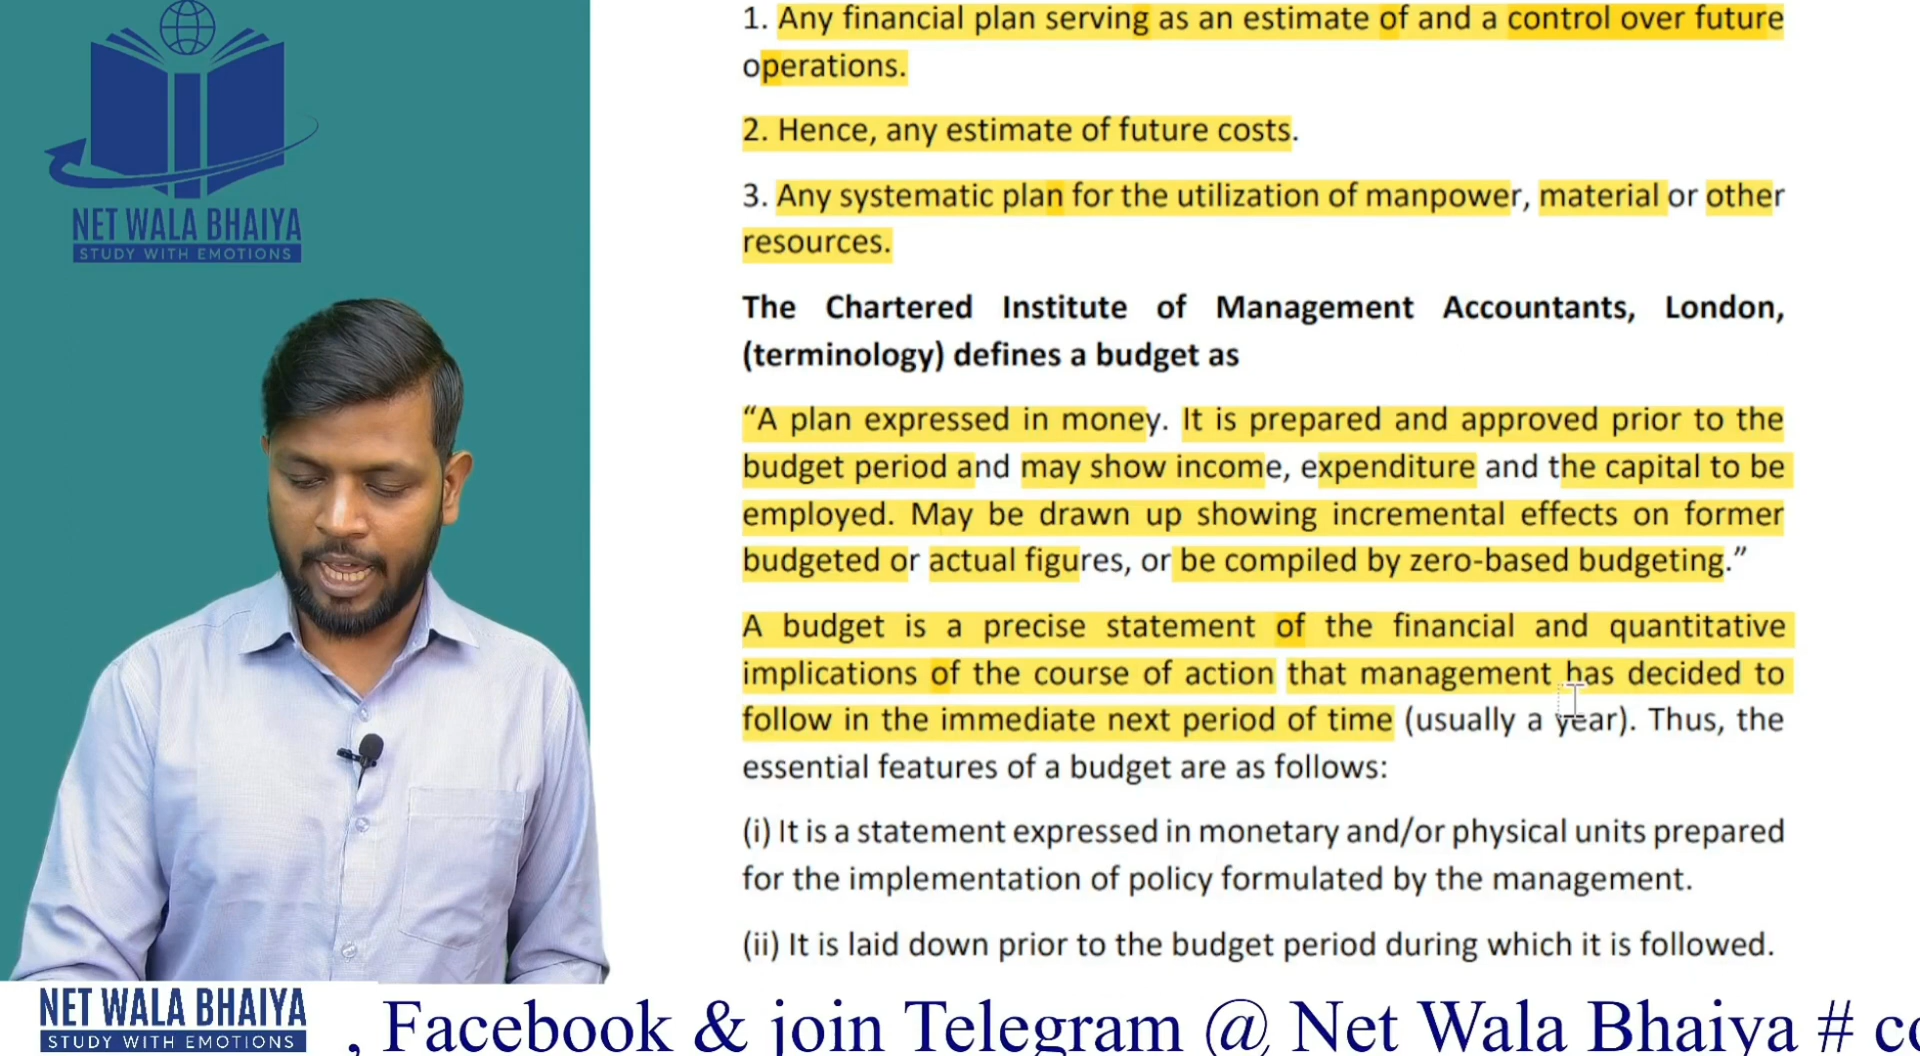 1. Any financial plan serving as an estimate of and a control over future
operations.
2. Hence, any estimate of future costs.
3. Any systematic plan for the utilization of manpower, material or other
resources.
The Chartered Institute of Management Accountants, London,
(terminology) defines a budget as
“A plan expressed in money. It is prepared and approved prior to the
budget period and may show income, expenditure and the capital to be
employed. May be drawn up showing incremental effects on former
budgeted or actual figures, or be compiled by zero-based budgeting.”
A budget is a precise statement of the financial and quantitative
implications of the course of action that management has decided to
follow in the immediate next period of time (usually a year). Thus, the
essential features of a budget are as follows:
(i) It is a statement expressed in monetary and/or physical units prepared
for the implementation of policy formulated by the management.
(ii) It is laid down prior to the budget period during which it is followed.
NET WALA BHAIYA
STUDY WITH EMOTIONS
NET WALA BHAIYA
STUDY WITH EMOTIONS
, Facebook & join Telegram @ Net Wala Bhaiya # co